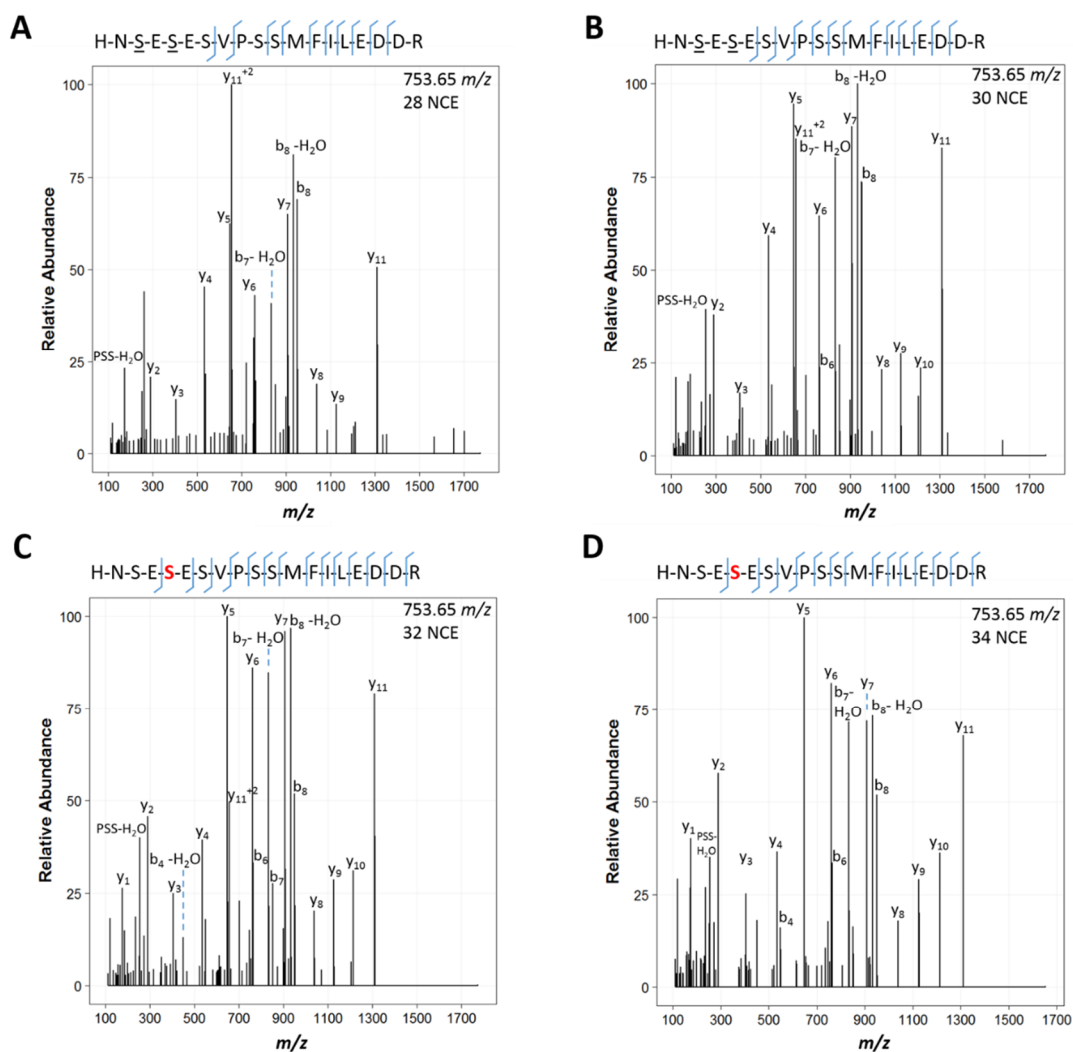 A
H-N-S-E-S-E-S-V-P-S-S-M-F-I-L-E-D-D-R
753.65 m/z
28 NCE
y11+2
b8 -H2O
b8
y7
y5
b7- H2O
y6
y4
y11
PSS-H2O
y2
y3
y8
y9
Relative Abundance
100
75
50
25
0
100 300 500 700 900 1100 1300 1500 1700
m/z
B
H-N-S-E-S-E-S-V-P-S-S-M-F-I-L-E-D-D-R
753.65 m/z
30 NCE
b8 -H2O
y5
y11+2
y7
b7- H2O
y11
b8
y6
y4
PSS-H2O
y2
b6
y8
y9
y10
y3
Relative Abundance
100
75
50
25
0
100 300 500 700 900 1100 1300 1500 1700
m/z
C
H-N-S-E-S-E-S-V-P-S-S-M-F-I-L-E-D-D-R
753.65 m/z
32 NCE
y5
y7
b8 -H2O
b7- H2O
y6
y11
y11+2
b8
y2
PSS-H2O
b4 -H2O
y4
y1
y3
b6
b7
y8
y9
y10
Relative Abundance
100
75
50
25
0
100 300 500 700 900 1100 1300 1500 1700
m/z
D
H-N-S-E-S-E-S-V-P-S-S-M-F-I-L-E-D-D-R
753.65 m/z
34 NCE
y5
y6
y7
b7-
H2O
b8- H2O
y11
y2
b8
y1
PSS-
H2O
y3
y4
b6
y10
y9
b4
y8
Relative Abundance
100
75
50
25
0
100 300 500 700 900 1100 1300 1500 1700
m/z